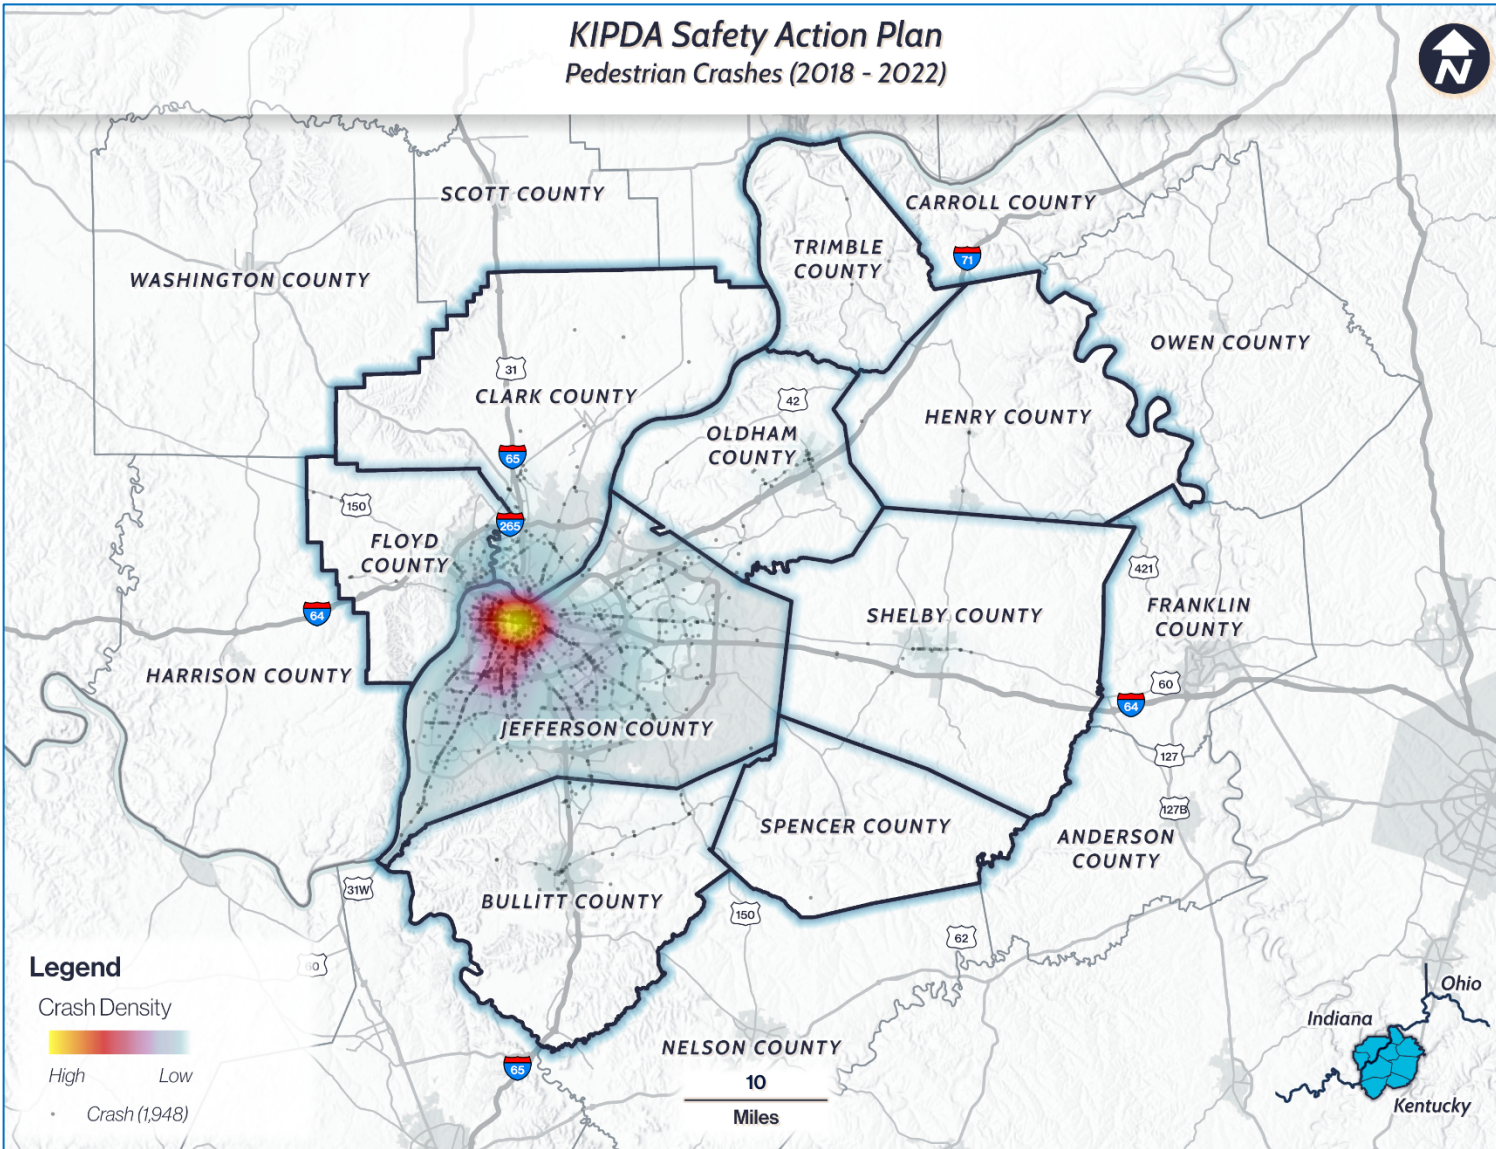 KIPDA Safety Action Plan
Pedestrian Crashes (2018 - 2022)
N
SCOTT COUNTY
CARROLL COUNTY
TRIMBLE
COUNTY
71
WASHINGTON COUNTY
OWEN COUNTY
31
CLARK COUNTY
42
HENRY COUNTY
OLDHAM
COUNTY
65
150
265
FLOYD
COUNTY
421
64
SHELBY COUNTY
FRANKLIN
COUNTY
HARRISON COUNTY
60
64
JEFFERSON COUNTY
127
127B
SPENCER COUNTY
ANDERSON
COUNTY
31W
BULLITT COUNTY
150
62
60
Legend
Crash Density
High Low
Crash (1,948)
65
NELSON COUNTY
10
Miles
Ohio
Indiana
Kentucky